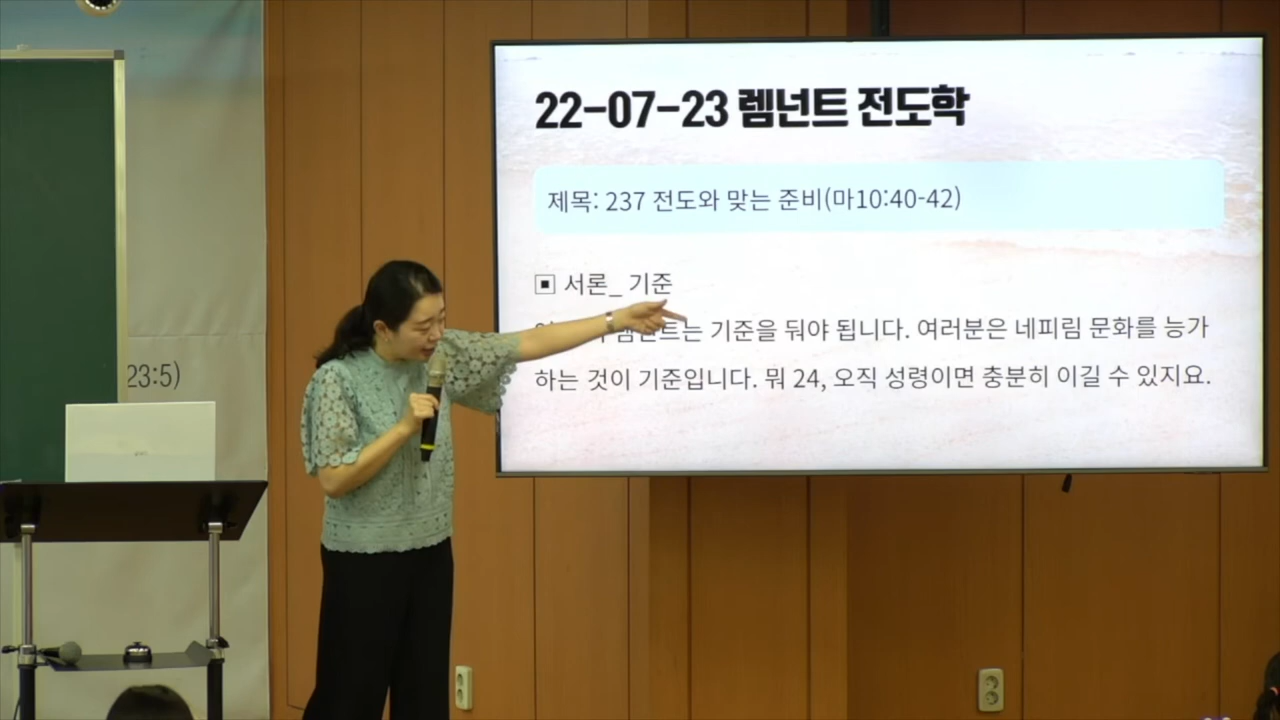 22-07-23 렘넌트 전도학
제목: 237 전도와 맞는 준비(마10:40-42)
▣ 서론_ 기준
렘넌트는 기준을 둬야 됩니다. 여러분은 네피림 문화를 능가
하는 것이 기준입니다. 뭐 24, 오직 성령이면 충분히 이길 수 있지요.
23:5)